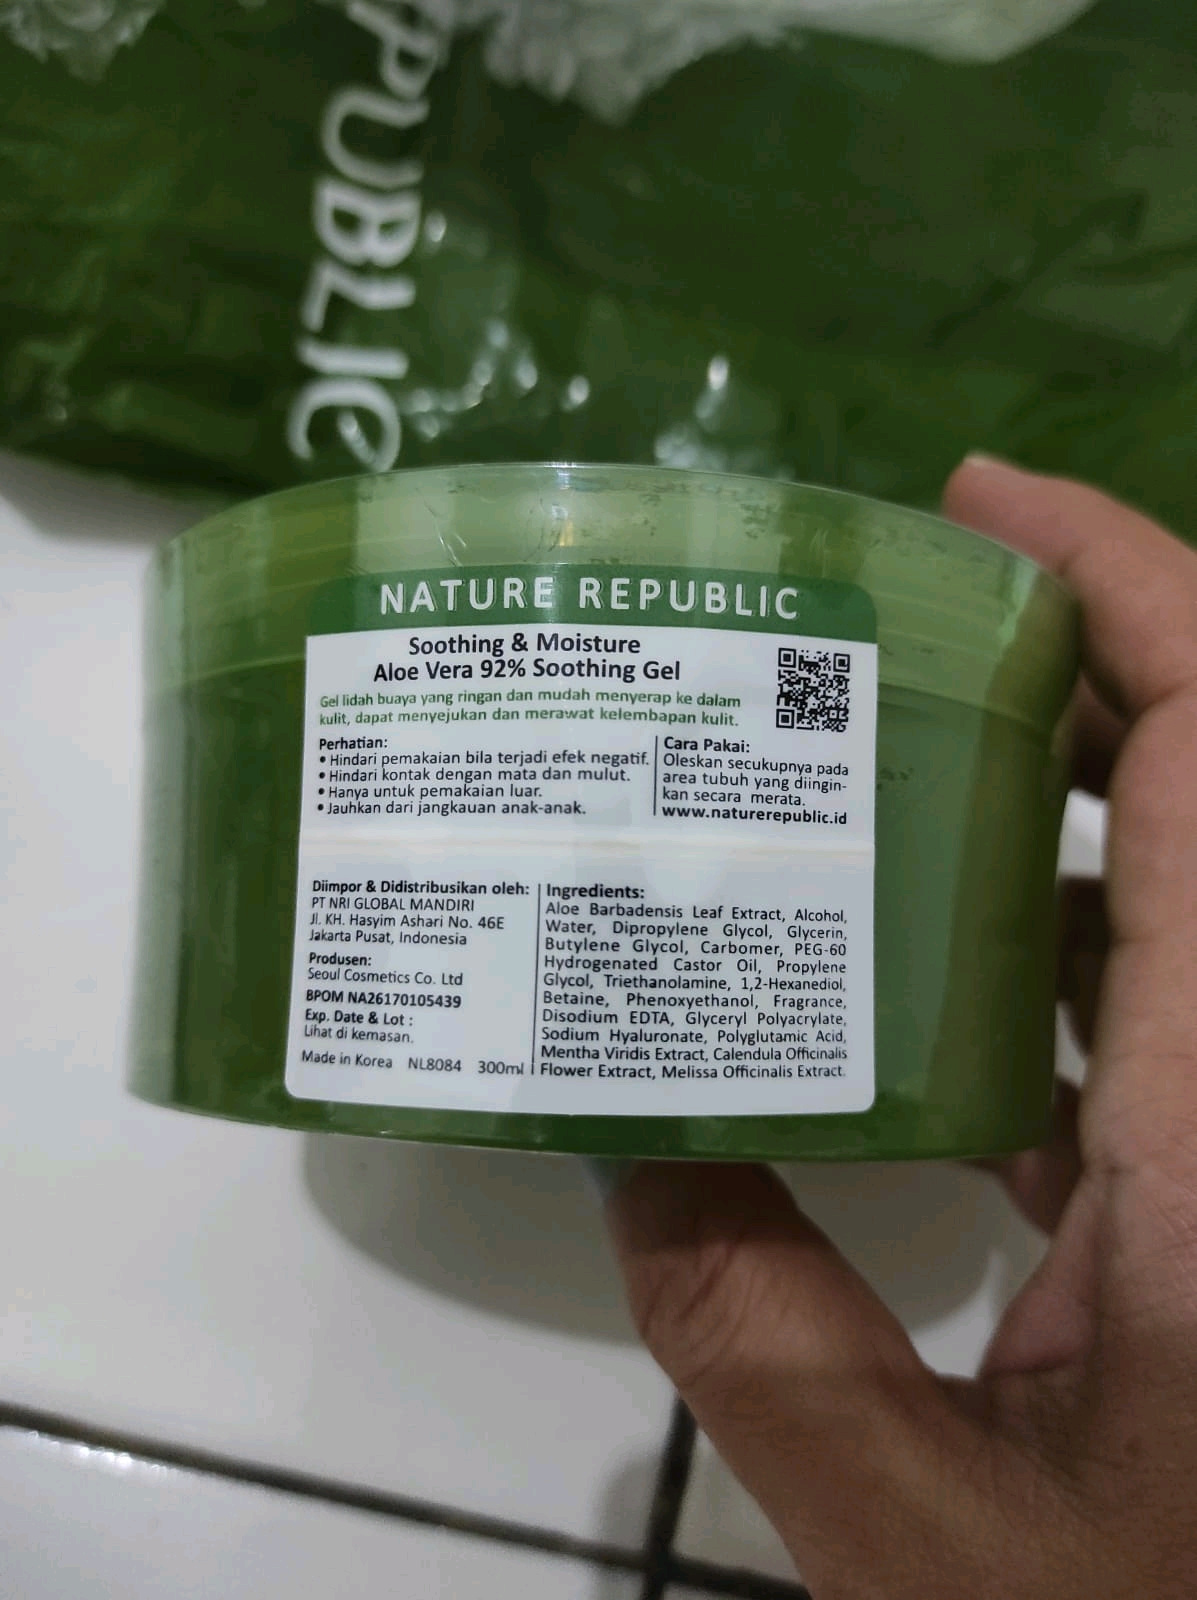 PUBLIC
NATURE REPUBLIC
Soothing & Moisture
Aloe Vera 92% Soothing Gel
Gel lidah buaya yang ringan dan mudah menyerap ke dalam
kulit, dapat menyejukan dan merawat kelembapan kulit.
Perhatian:
• Hindari pemakaian bila terjadi efek negatif.
• Hindari kontak dengan mata dan mulut.
• Hanya untuk pemakaian luar.
• Jauhkan dari jangkauan anak-anak.
Cara Pakai:
Oleskan secukupnya pada
area tubuh yang diingin-
kan secara merata.
www.naturerepublic.id
Diimpor & Didistribusikan oleh:
PT NRI GLOBAL MANDIRI
Jl. KH. Hasyim Ashari No. 46E
Jakarta Pusat, Indonesia
Produsen:
Seoul Cosmetics Co. Ltd
BPOM NA26170105439
Exp. Date & Lot :
Lihat di kemasan.
Made in Korea NL8084 300ml
Ingredients:
Aloe Barbadensis Leaf Extract, Alcohol,
Water, Dipropylene Glycol, Glycerin,
Butylene Glycol, Carbomer, PEG-60
Hydrogenated Castor Oil, Propylene
Glycol, Triethanolamine, 1,2-Hexanediol,
Betaine, Phenoxyethanol, Fragrance,
Disodium EDTA, Glyceryl Polyacrylate,
Sodium Hyaluronate, Polyglutamic Acid,
Mentha Viridis Extract, Calendula Officinalis
Flower Extract, Melissa Officinalis Extract.